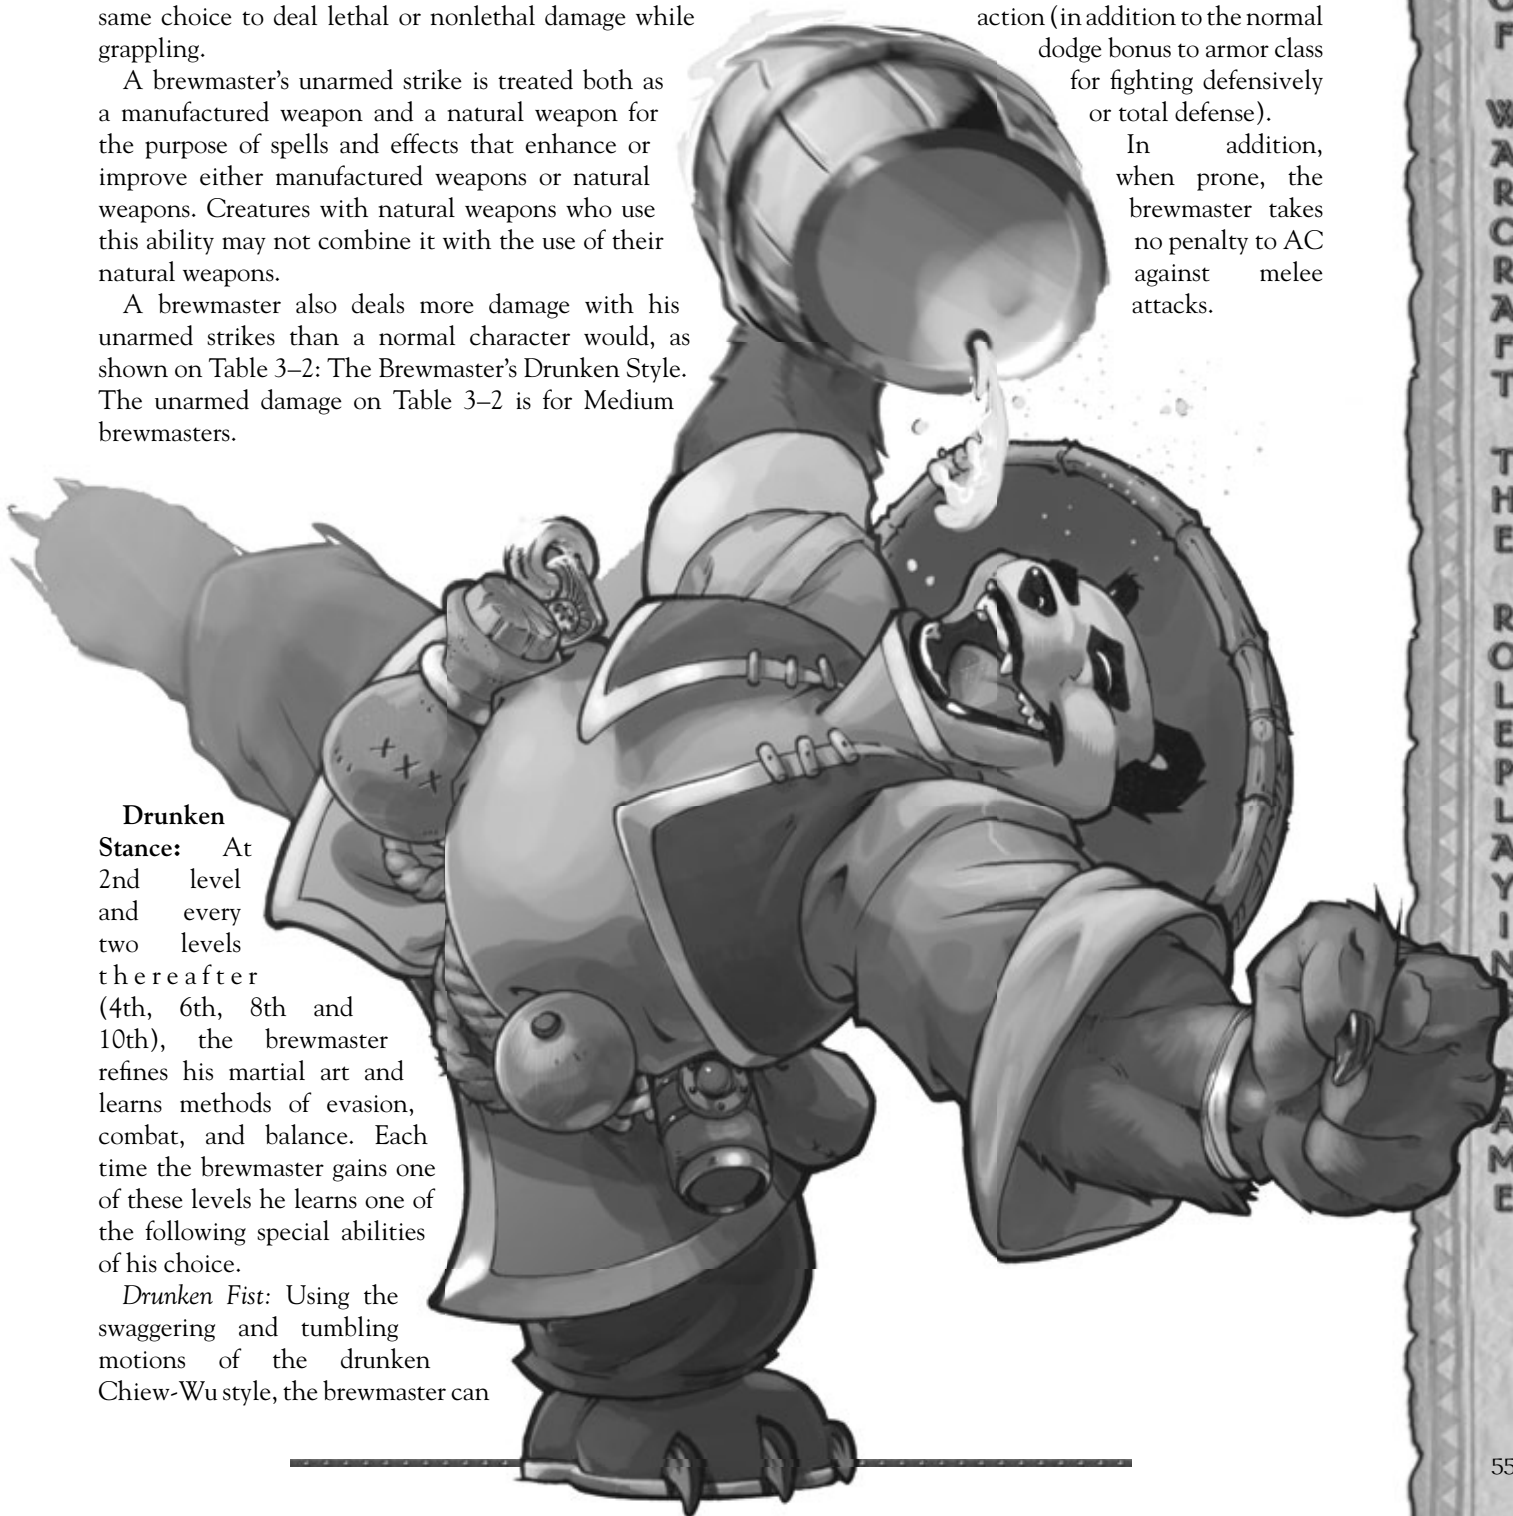 same choice to deal lethal or nonlethal damage while
grappling.
A brewmaster’s unarmed strike is treated both as
a manufactured weapon and a natural weapon for
the purpose of spells and effects that enhance or
improve either manufactured weapons or natural
weapons. Creatures with natural weapons who use
this ability may not combine it with the use of their
natural weapons.
A brewmaster also deals more damage with his
unarmed strikes than a normal character would, as
shown on Table 3–2: The Brewmaster’s Drunken Style.
The unarmed damage on Table 3–2 is for Medium
brewmasters.
Drunken
Stance: At
2nd level
and every
two levels
thereafter
(4th, 6th, 8th and
10th), the brewmaster
refines his martial art and
learns methods of evasion,
combat, and balance. Each
time the brewmaster gains one
of these levels he learns one of
the following special abilities
of his choice.
Drunken Fist: Using the
swaggering and tumbling
motions of the drunken
Chiew-Wu style, the brewmaster can
action (in addition to the normal
dodge bonus to armor class
for fighting defensively
or total defense).
In addition,
when prone, the
brewmaster takes
no penalty to AC
against melee
attacks.
WARCRAFT THE ROLEPLAYING GAME
55